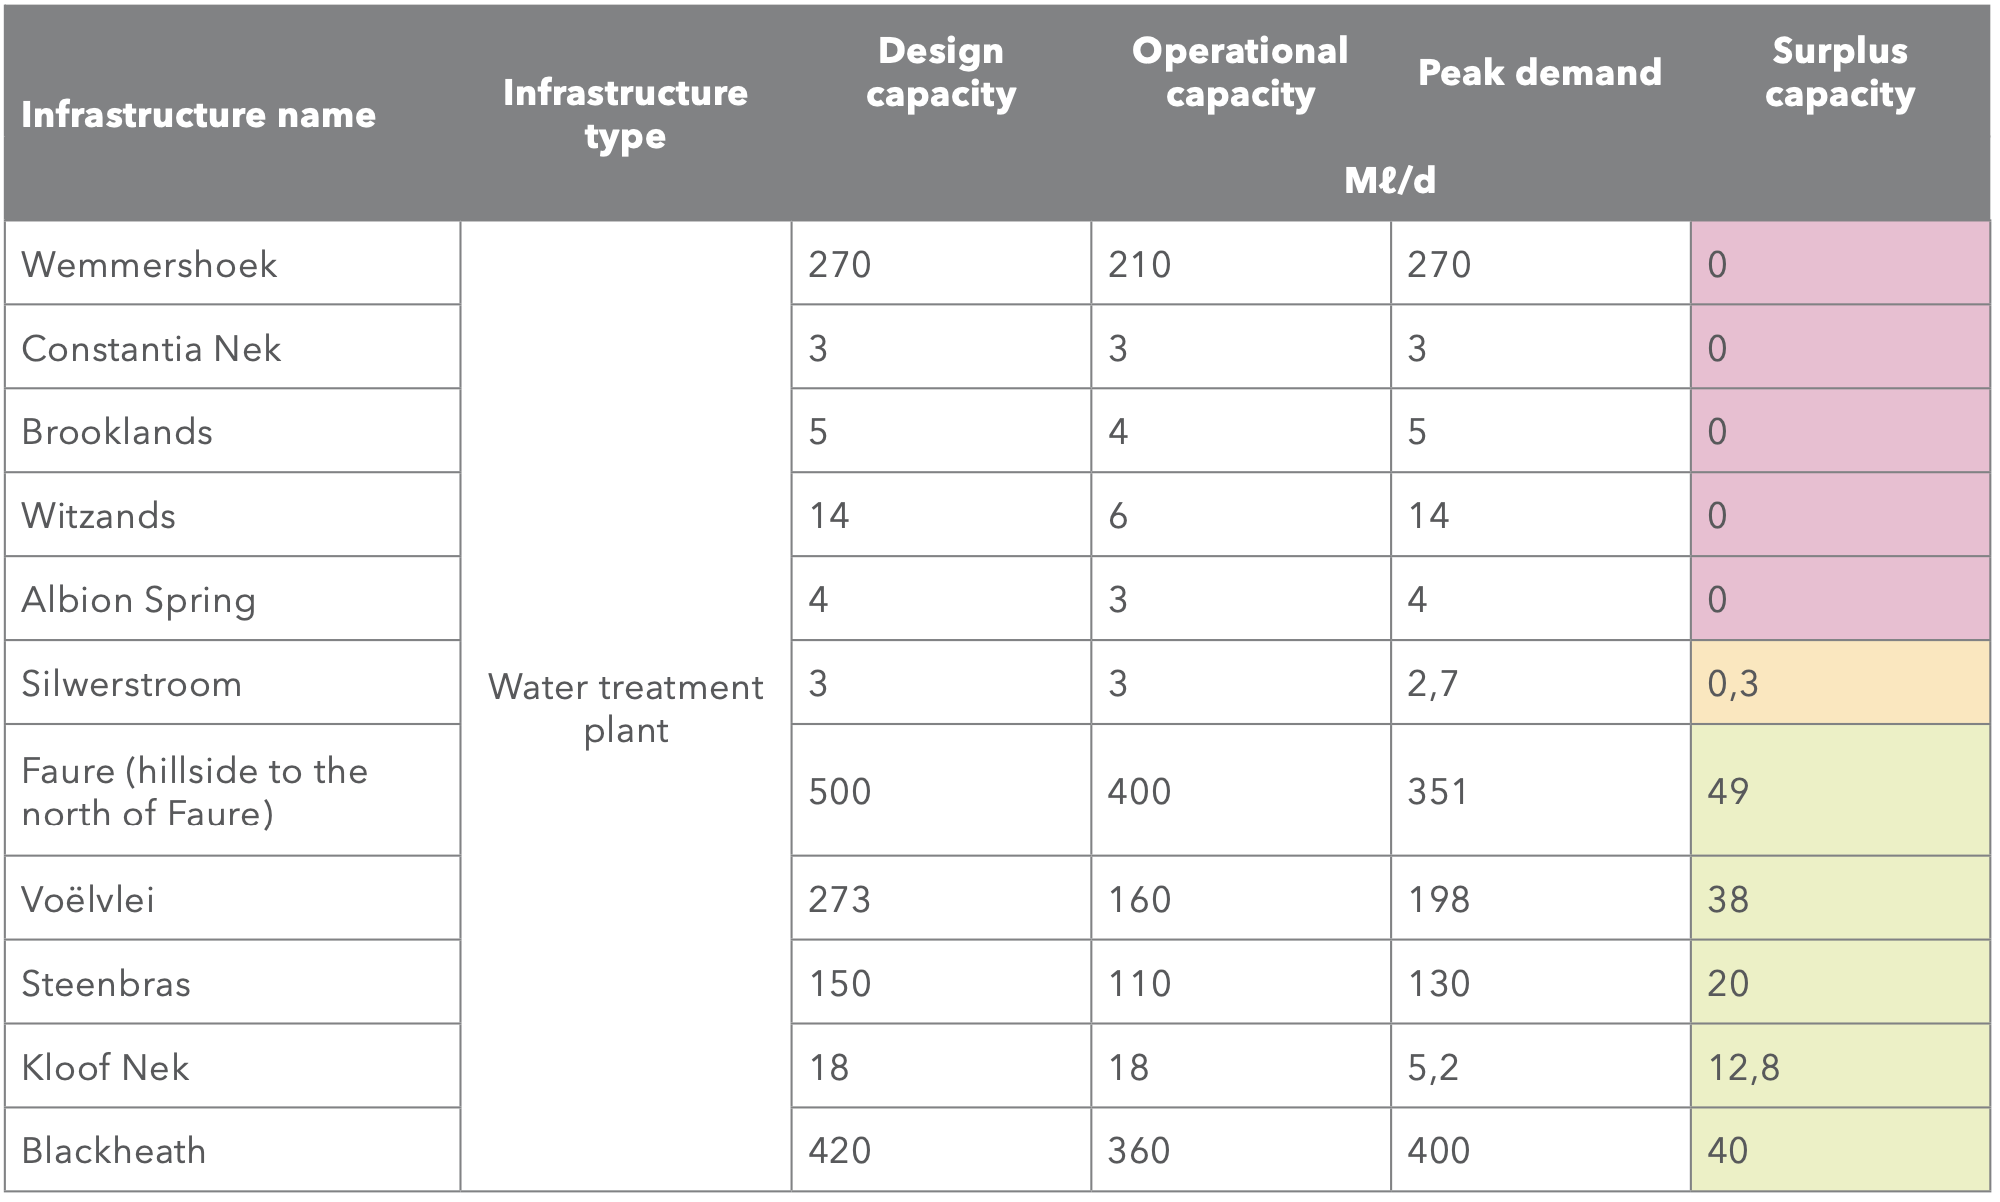 Infrastructure name
Infrastructure
type
Design
capacity
Operational
capacity
Peak demand
Surplus
capacity
Mℓ/d
Wemmershoek 270 210 270 0
Constantia Nek 3 3 3 0
Brooklands 5 4 5 0
Witzands 14 6 14 0
Albion Spring 4 3 4 0
Water treatment
plant
Silwerstroom 3 3 2,7 0,3
Faure (hillside to the
north of Faure) 500 400 351 49
Voëlvlei 273 160 198 38
Steenbras 150 110 130 20
Kloof Nek 18 18 5,2 12,8
Blackheath 420 360 400 40